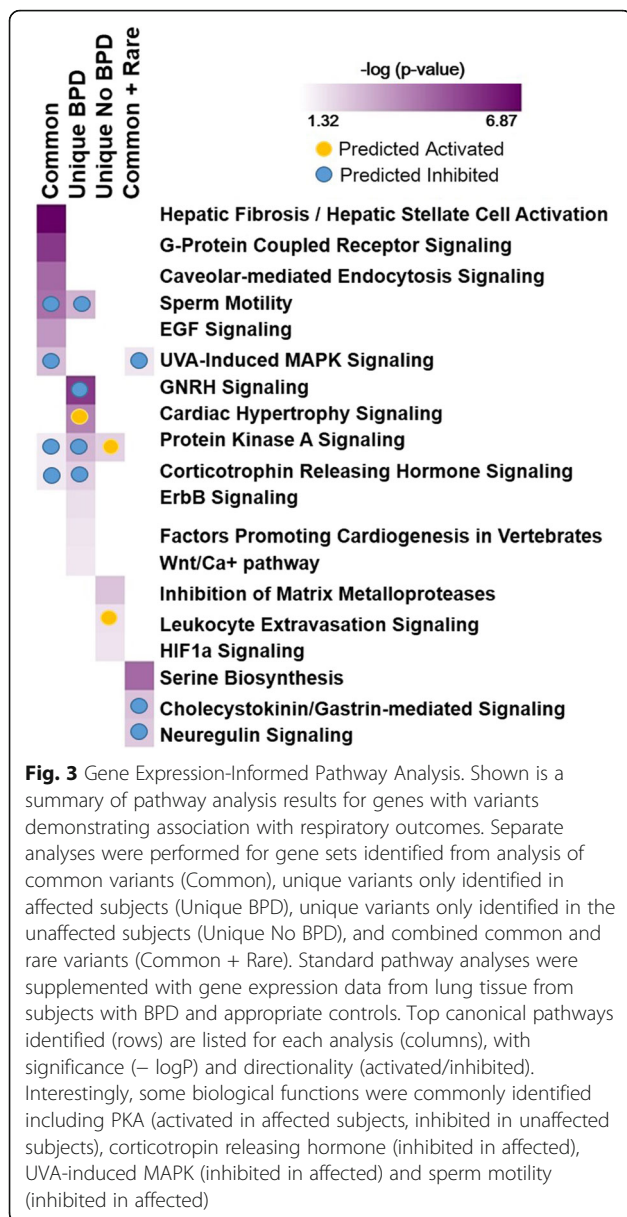 Common
Unique BPD
Unique No BPD
Common + Rare
-log (p-value)
1.32 6.87
Predicted Activated
Predicted Inhibited
Hepatic Fibrosis / Hepatic Stellate Cell Activation
G-Protein Coupled Receptor Signaling
Caveolar-mediated Endocytosis Signaling
Sperm Motility
EGF Signaling
UVA-Induced MAPK Signaling
GNRH Signaling
Cardiac Hypertrophy Signaling
Protein Kinase A Signaling
Corticotrophin Releasing Hormone Signaling
ErbB Signaling
Factors Promoting Cardiogenesis in Vertebrates
Wnt/Ca+ pathway
Inhibition of Matrix Metalloproteases
Leukocyte Extravasation Signaling
HIF1a Signaling
Serine Biosynthesis
Cholecystokinin/Gastrin-mediated Signaling
Neuregulin Signaling
Fig. 3 Gene Expression-Informed Pathway Analysis. Shown is a
summary of pathway analysis results for genes with variants
demonstrating association with respiratory outcomes. Separate
analyses were performed for gene sets identified from analysis of
common variants (Common), unique variants only identified in
affected subjects (Unique BPD), unique variants only identified in the
unaffected subjects (Unique No BPD), and combined common and
rare variants (Common + Rare). Standard pathway analyses were
supplemented with gene expression data from lung tissue from
subjects with BPD and appropriate controls. Top canonical pathways
identified (rows) are listed for each analysis (columns), with
significance (− logP) and directionality (activated/inhibited).
Interestingly, some biological functions were commonly identified
including PKA (activated in affected subjects, inhibited in unaffected
subjects), corticotropin releasing hormone (inhibited in affected),
UVA-induced MAPK (inhibited in affected) and sperm motility
(inhibited in affected)